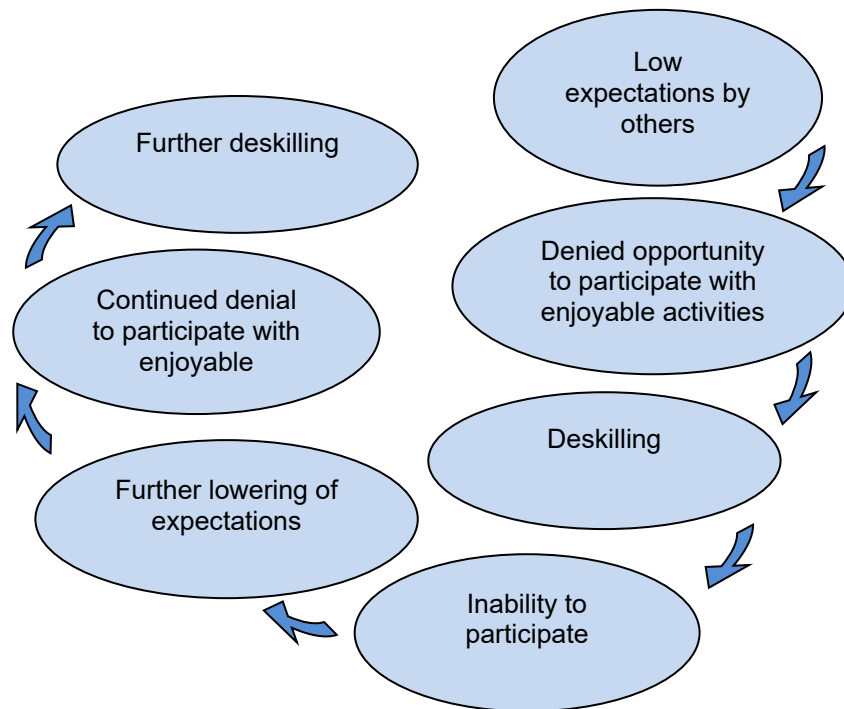 Low
expectations by
others
Denied opportunity
to participate with
enjoyable activities
Deskilling
Inability to
participate
Further lowering of
expectations
Continued denial
to participate with
enjoyable
Further deskilling